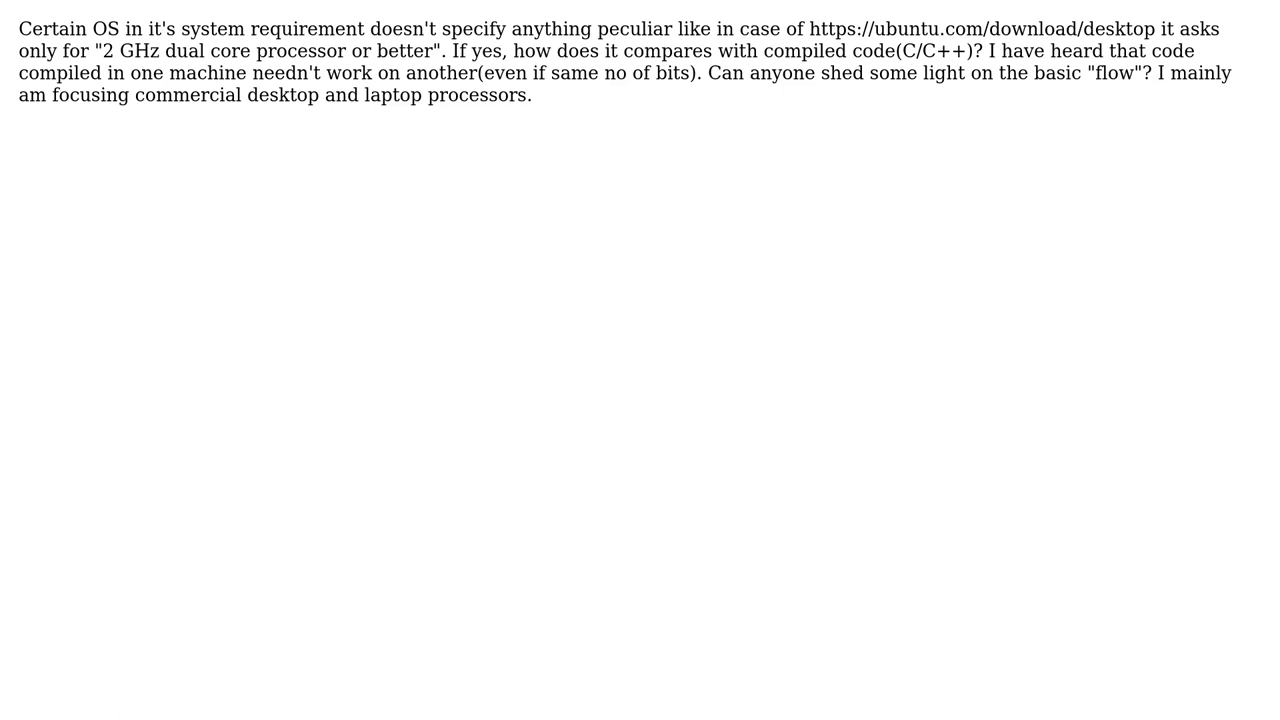 Certain OS in it's system requirement doesn't specify anything peculiar like in case of https://ubuntu.com/download/desktop it asks
only for "2 GHz dual core processor or better". If yes, how does it compares with compiled code(C/C++)? I have heard that code
compiled in one machine needn't work on another(even if same no of bits). Can anyone shed some light on the basic "flow"? I mainly
am focusing commercial desktop and laptop processors.